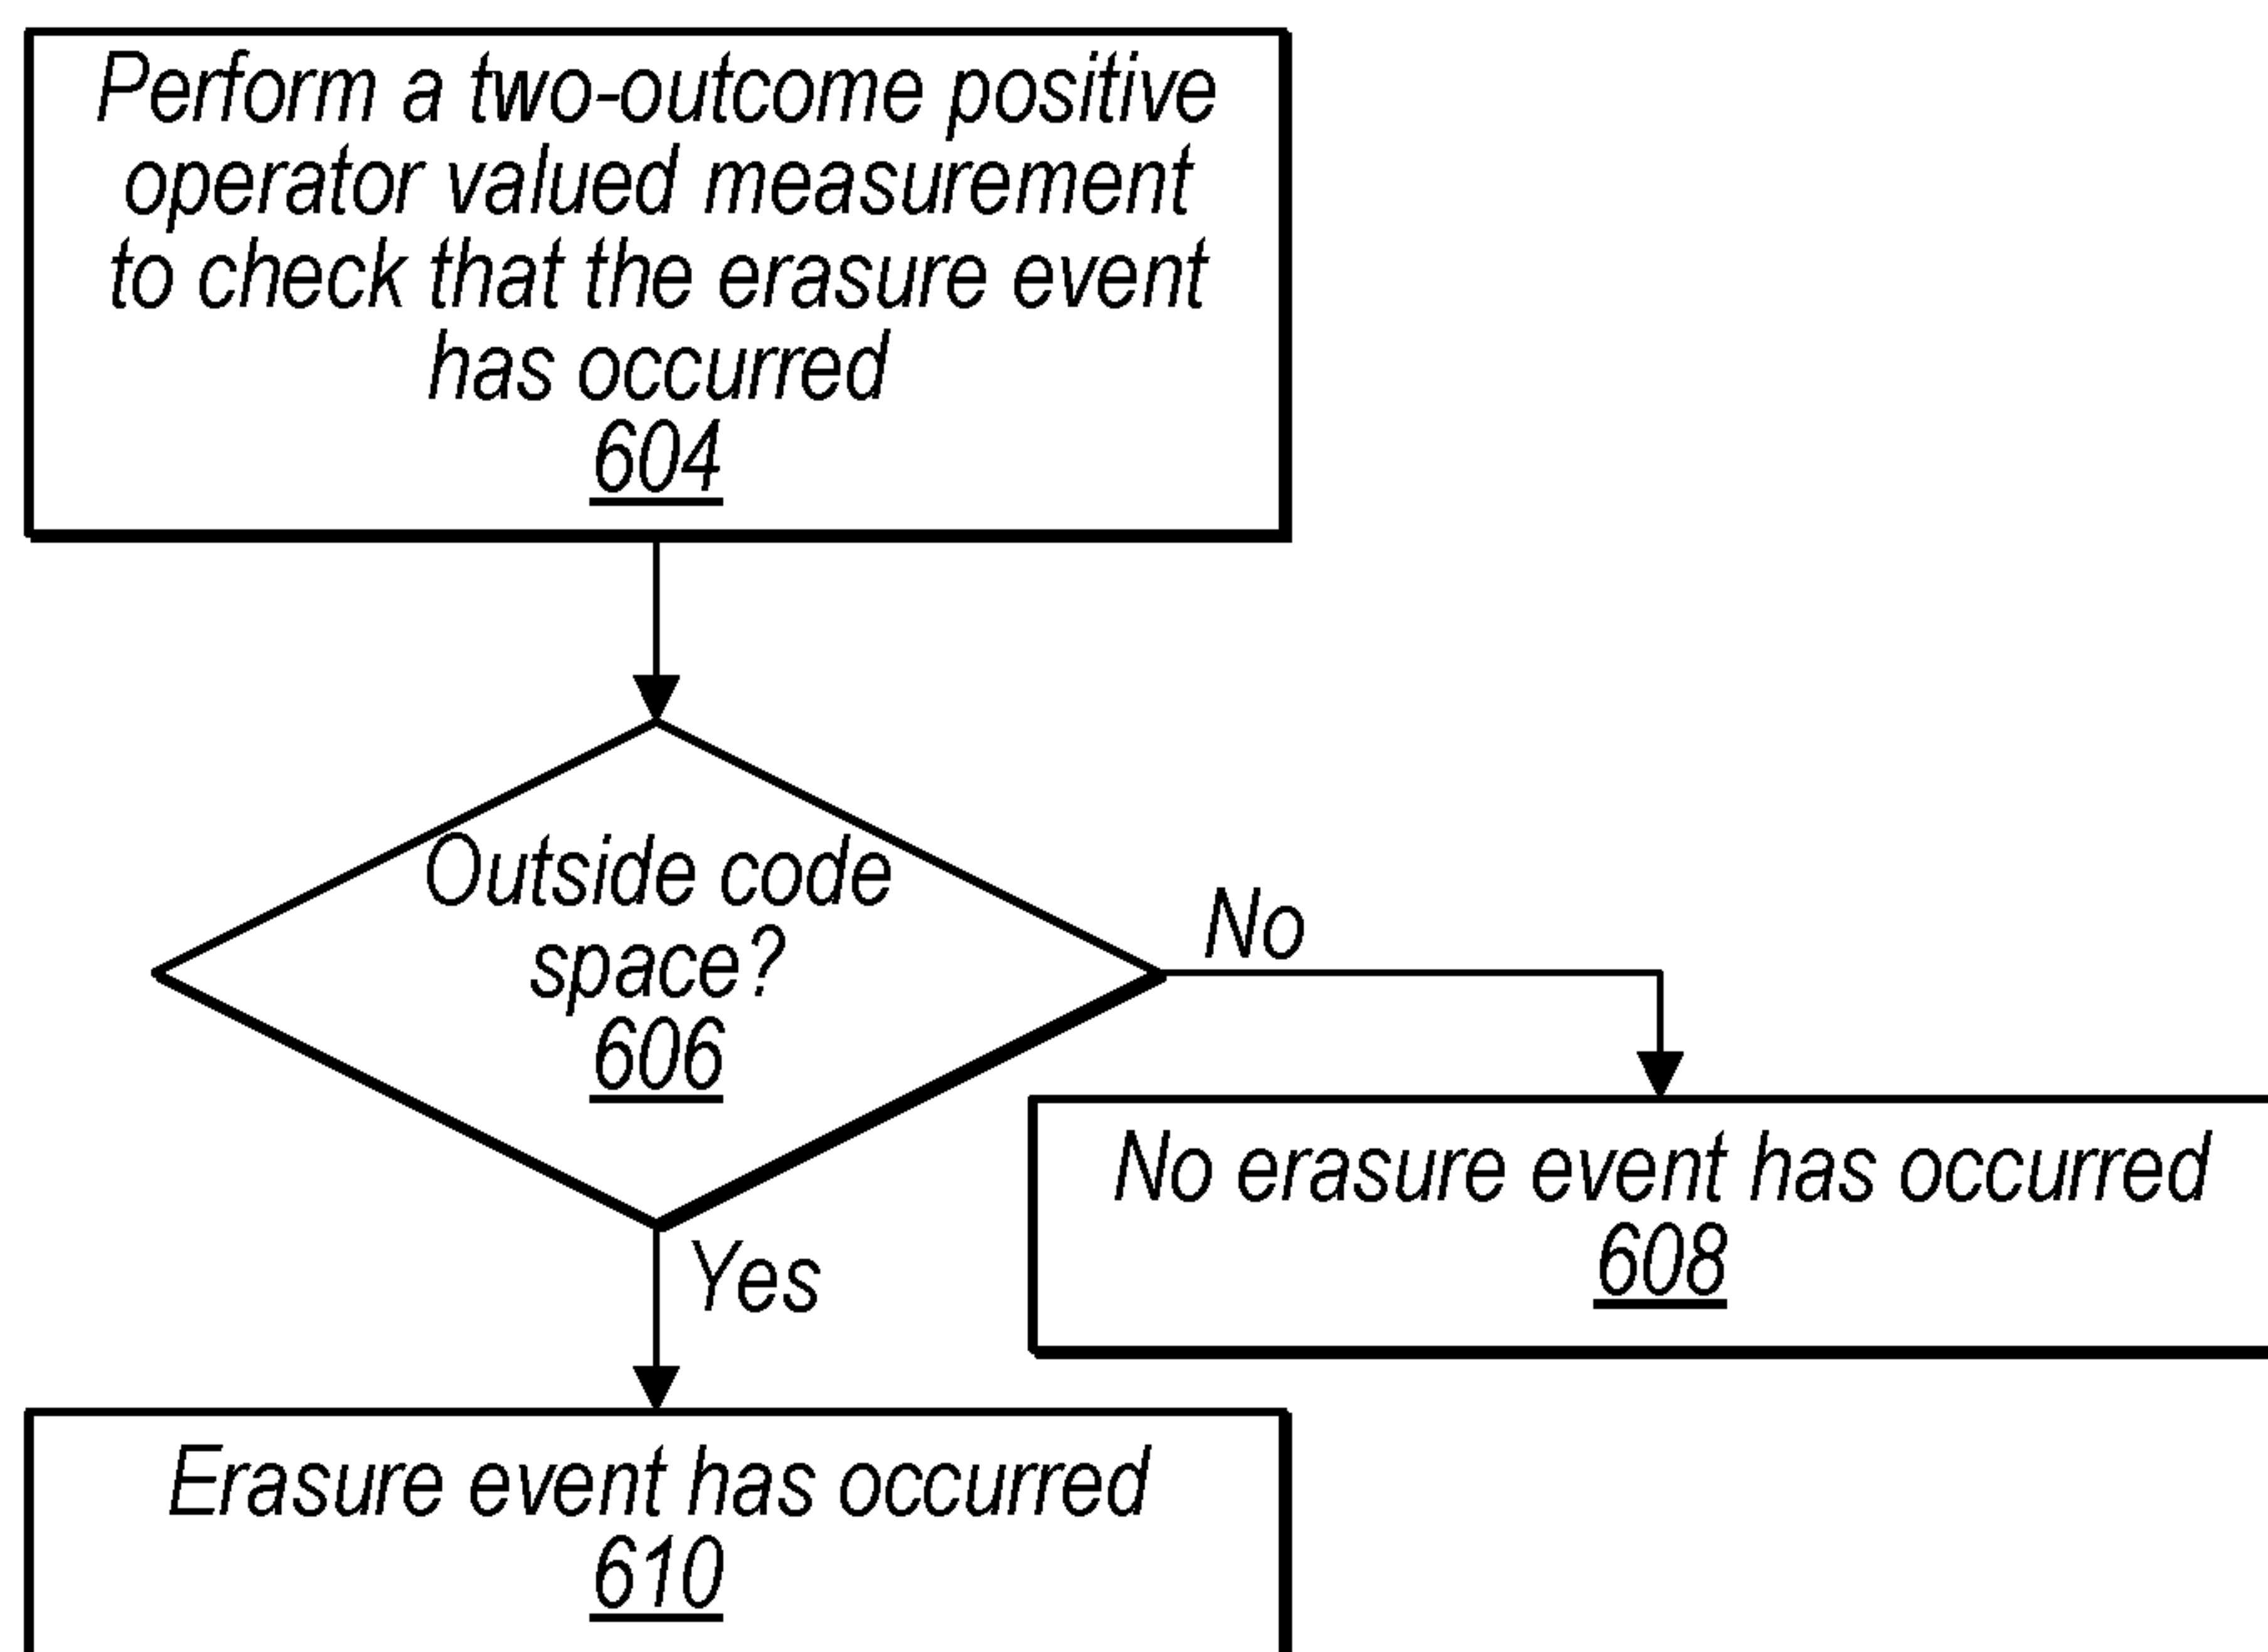 Perform a two-outcome positive
operator valued measurement
to check that the erasure event
has occurred
604
Outside code
space?
606
No
No erasure event has occurred
608
Yes
Erasure event has occurred
610